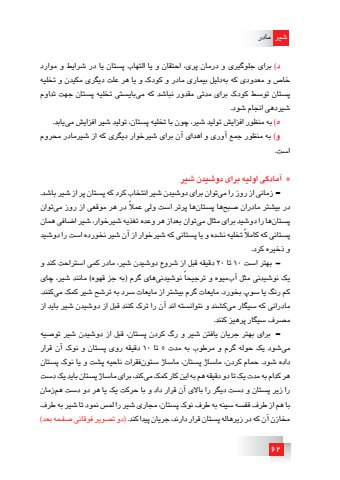 شیر مادر
د) برای جلوگیری و درمان پری، احتقان و یا التهاب پستان یا در شرایط و موارد
خاص و معدودی که به‌دلیل بیماری مادر و کودک و یا هر علت دیگری مکیدن و تخلیه
پستان توسط کودک برای مدتی مقدور نباشد که می‌بایستی تخلیه پستان جهت تداوم
شیردهی انجام شود.
ه) به منظور افزایش تولید شیر، چون با تخلیه پستان، تولید شیر افزایش می‌یابد.
و) به منظور جمع آوری و اهدای آن برای شیرخوار دیگری که از شیرمادر محروم
است.
* آمادگی اولیه برای دوشیدن شیر
– زمانی از روز را می‌توان برای دوشیدن شیر انتخاب کرد که پستان پر از شیر باشد.
در بیشتر مادران صبح‌ها پستان‌ها پرتر است ولی عملاً در هر موقعی از روز می‌توان
پستان‌ها را دوشید برای مثال می‌توان بعداز هر وعده تغذیه شیرخوار، شیر اضافی همان
پستانی که کاملاً تخلیه نشده و یا پستانی که شیرخوار از آن شیر نخورده است را دوشید
و ذخیره کرد.
– بهتر است ۱۰ تا ۲۰ دقیقه قبل از شروع دوشیدن شیر، مادر کمی استراحت کند و
یک نوشیدنی مثل آب‌میوه و ترجیحاً نوشیدنی‌های گرم (به جز قهوه) مانند شیر، چای
کم رنگ یا سوپ بخورد. مایعات گرم بیشتر از مایعات سرد به ترشح شیر کمک می‌کنند.
مادرانی که سیگار می‌کشند و نتوانسته اند آن را ترک کنند قبل از دوشیدن شیر باید از
مصرف سیگار پرهیز کنند.
– برای بهتر جریان یافتن شیر و رگ کردن پستان، قبل از دوشیدن شیر توصیه
می‌شود یک حوله گرم و مرطوب به مدت ۵ تا ۱۰ دقیقه روی پستان و نوک آن قرار
داده شود. حمام کردن، ماساژ پستان، ماساژ ستون‌فقرات ناحیه پشت و یا نوک پستان
هر کدام به مدت یک تا دو دقیقه هم به این کار کمک می‌کند، برای ماساژ پستان باید یک دست
را زیر پستان و دست دیگر را بالای آن قرار داد و با حرکت یک یا هر دو دست هم‌زمان
با هم از طرف قفسه سینه به طرف نوک پستان، مجاری شیر را لمس نمود تا شیر به طرف
مخازن آن که در زیرهاله پستان قرار دارند، جریان پیدا کند. (دو تصویر فوقانی صفحه بعد)
۶۲